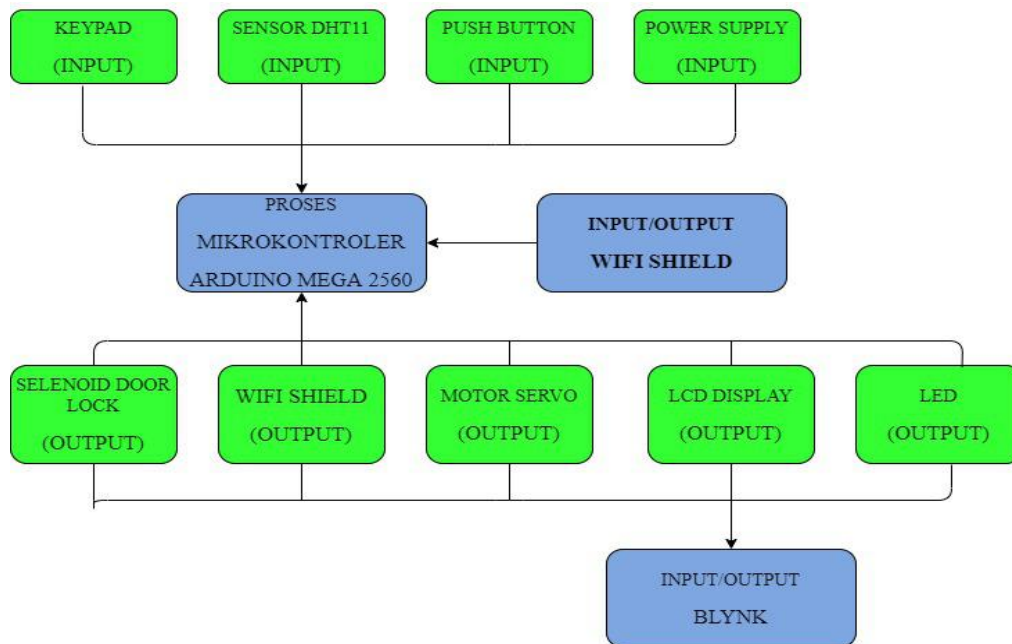 KEYPAD
(INPUT)
SENSOR DHT11
(INPUT)
PUSH BUTTON
(INPUT)
POWER SUPPLY
(INPUT)
PROSES
MIKROKONTROLER
ARDUINO MEGA 2560
INPUT/OUTPUT
WIFI SHIELD
SELENOID DOOR
LOCK
(OUTPUT)
WIFI SHIELD
(OUTPUT)
MOTOR SERVO
(OUTPUT)
LCD DISPLAY
(OUTPUT)
LED
(OUTPUT)
INPUT/OUTPUT
BLYNK